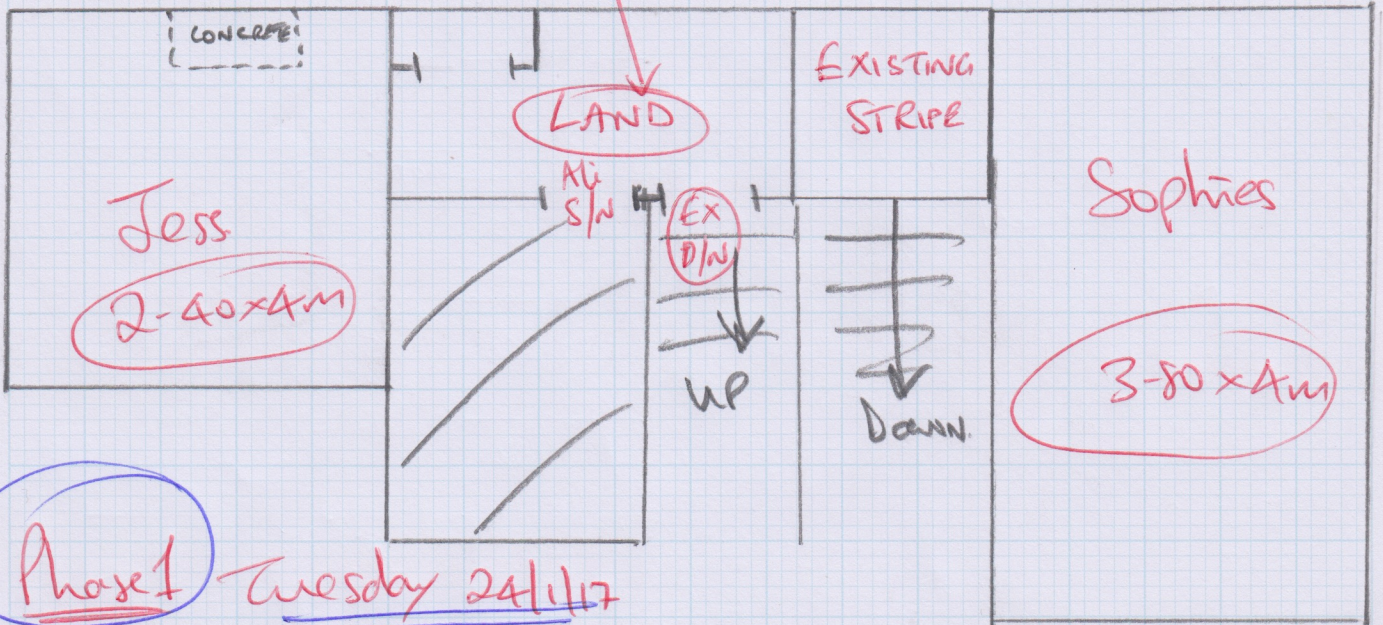 CONCRETE
LAND
EXISTING
STRIPE
Ali
S/N
EX
D/N
Jess
2-40x4m
Sophies
3-80x4m
UP
DOWN
Phase 1 - Tuesday 24/1/17